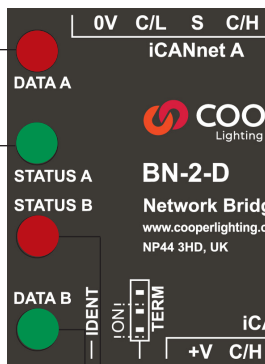 0V C/L S C/H
iCANnet A
DATA A
COO
Lighting
STATUS A
BN-2-D
STATUS B
Network Bridg
www.cooperlighting.c
NP44 3HD, UK
DATA B
IDENT
ON
TERM
iCA
+V C/H